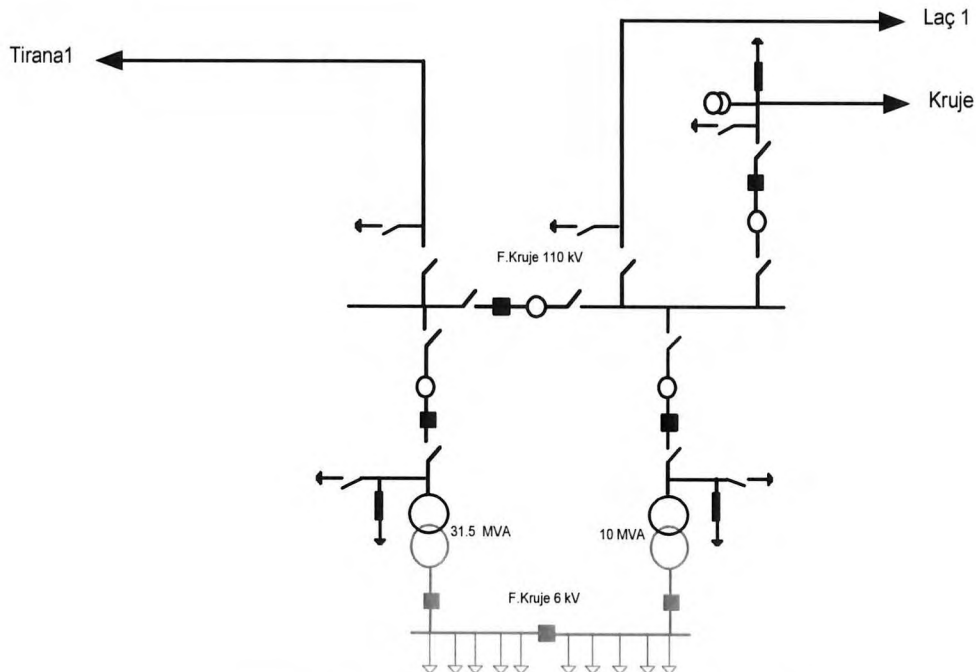 Laç 1
Tirana1
Kruje
F.Kruje 110 kV
31.5 MVA
10 MVA
F.Kruje 6 kV